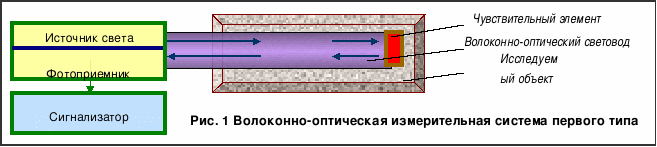 Источник света
Фотоприемник
Сигнализатор
Чувствительный элемент
Волоконно-оптический световод
Исследуем
ый объект
Рис. 1 Волоконно-оптическая измерительная система первого типа